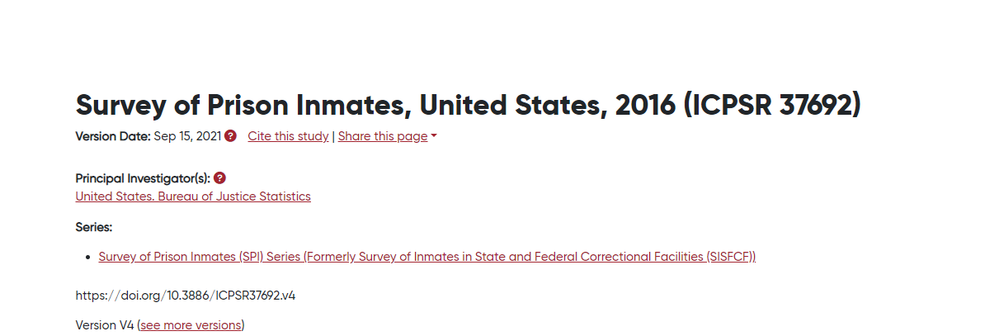 Survey of Prison Inmates, United States, 2016 (ICPSR 37692)
Version Date: Sep 15, 2021 ? Cite this study | Share this page
Principal Investigator(s): ?
United States. Bureau of Justice Statistics
Series:
• Survey of Prison Inmates (SPI) Series (Formerly Survey of Inmates in State and Federal Correctional Facilities (SISFCF))
https://doi.org/10.3886/ICPSR37692.v4
Version V4 (see more versions)